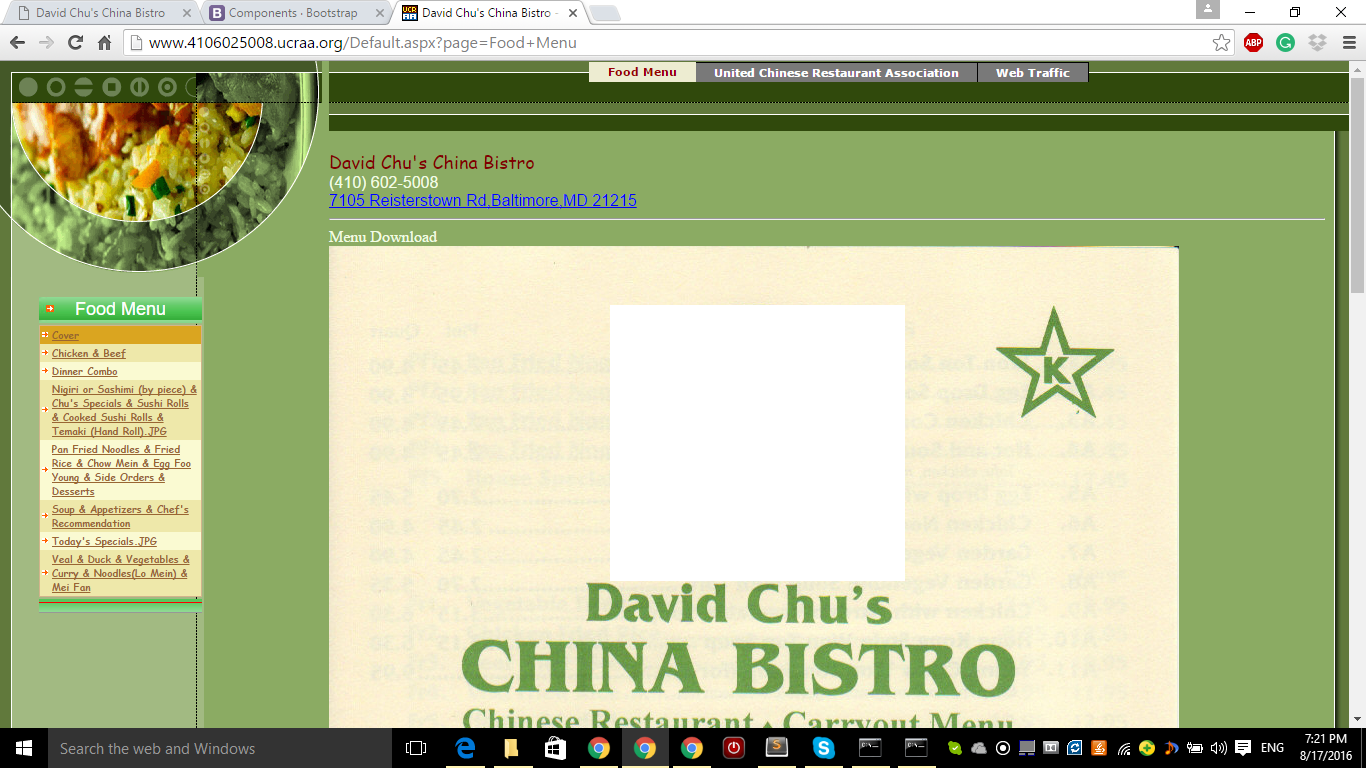 David Chu's China Bistro
Components · Bootstrap
David Chu's China Bistro -
www.4106025008.ucraa.org/Default.aspx?page=Food+Menu
ABP
Food Menu
United Chinese Restaurant Association
Web Traffic
David Chu's China Bistro
(410) 602-5008
7105 Reisterstown Rd,Baltimore,MD 21215
Menu Download
Food Menu
Cover
Chicken & Beef
Dinner Combo
Nigiri or Sashimi (by piece) &
Chu's Specials & Sushi Rolls
& Cooked Sushi Rolls &
Temaki (Hand Roll).JPG
Pan Fried Noodles & Fried
Rice & Chow Mein & Egg Foo
Young & Side Orders &
Desserts
Soup & Appetizers & Chef's
Recommendation
Today's Specials.JPG
Veal & Duck & Vegetables &
Curry & Noodles(Lo Mein) &
Mei Fan
K
David Chu's
CHINA BISTRO
Chinese Restaurant • Carryout Menu
Search the web and Windows
ENG
7:21 PM
8/17/2016